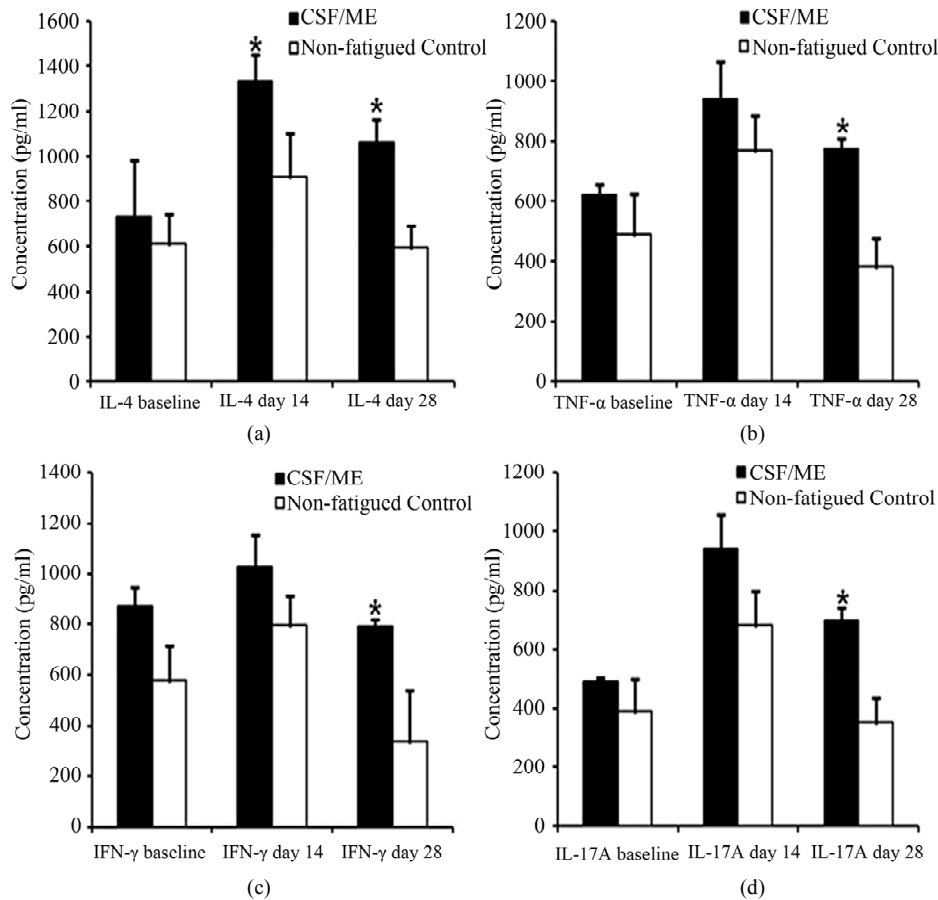 1600
1400
1200
1000
800
600
400
200
0
Concentration (pg/ml)
CSF/ME
Non-fatigued Control
*
*
IL-4 baseline IL-4 day 14 IL-4 day 28
(a)
1200
1000
800
600
400
200
0
Concentration (pg/ml)
CSF/ME
Non-fatigued Control
*
TNF-α baseline TNF-α day 14 TNF-α day 28
(b)
1400
1200
1000
800
600
400
200
0
Concentration (pg/ml)
CSF/ME
Non-fatigued Control
*
IFN-γ baseline IFN-γ day 14 IFN-γ day 28
(c)
1200
1000
800
600
400
200
0
Concentration (pg/ml)
CSF/ME
Non-fatigued Control
*
IL-17A baseline IL-17A day 14 IL-17A day 28
(d)